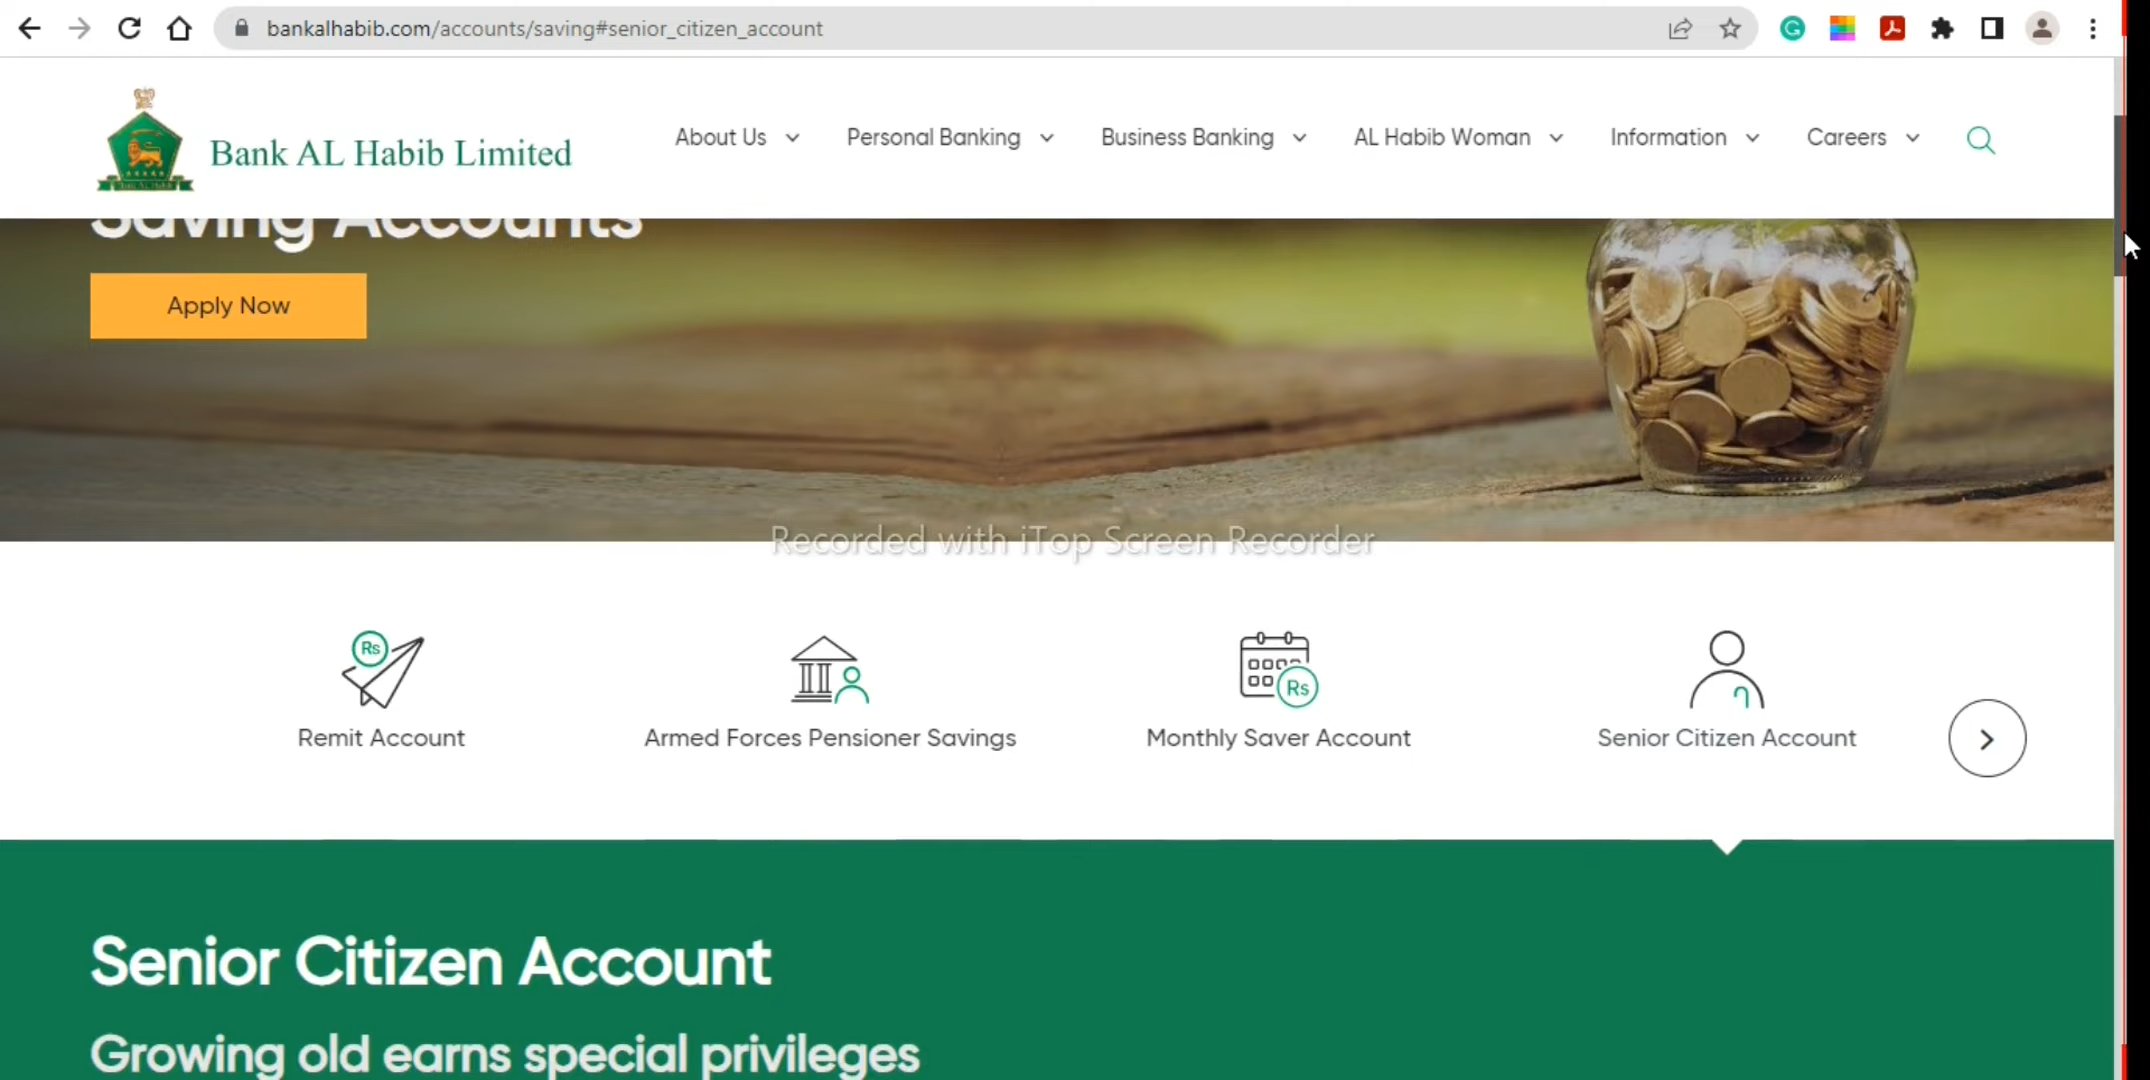 bankalhabib.com/accounts/saving#senior_citizen_account
Bank AL Habib Limited
About Us
Personal Banking
Business Banking
AL Habib Woman
Information
Careers
Saving Accounts
Apply Now
Recorded with iTop Screen Recorder
Rs
Rs
Remit Account
Armed Forces Pensioner Savings
Monthly Saver Account
Senior Citizen Account
Senior Citizen Account
Growing old earns special privileges